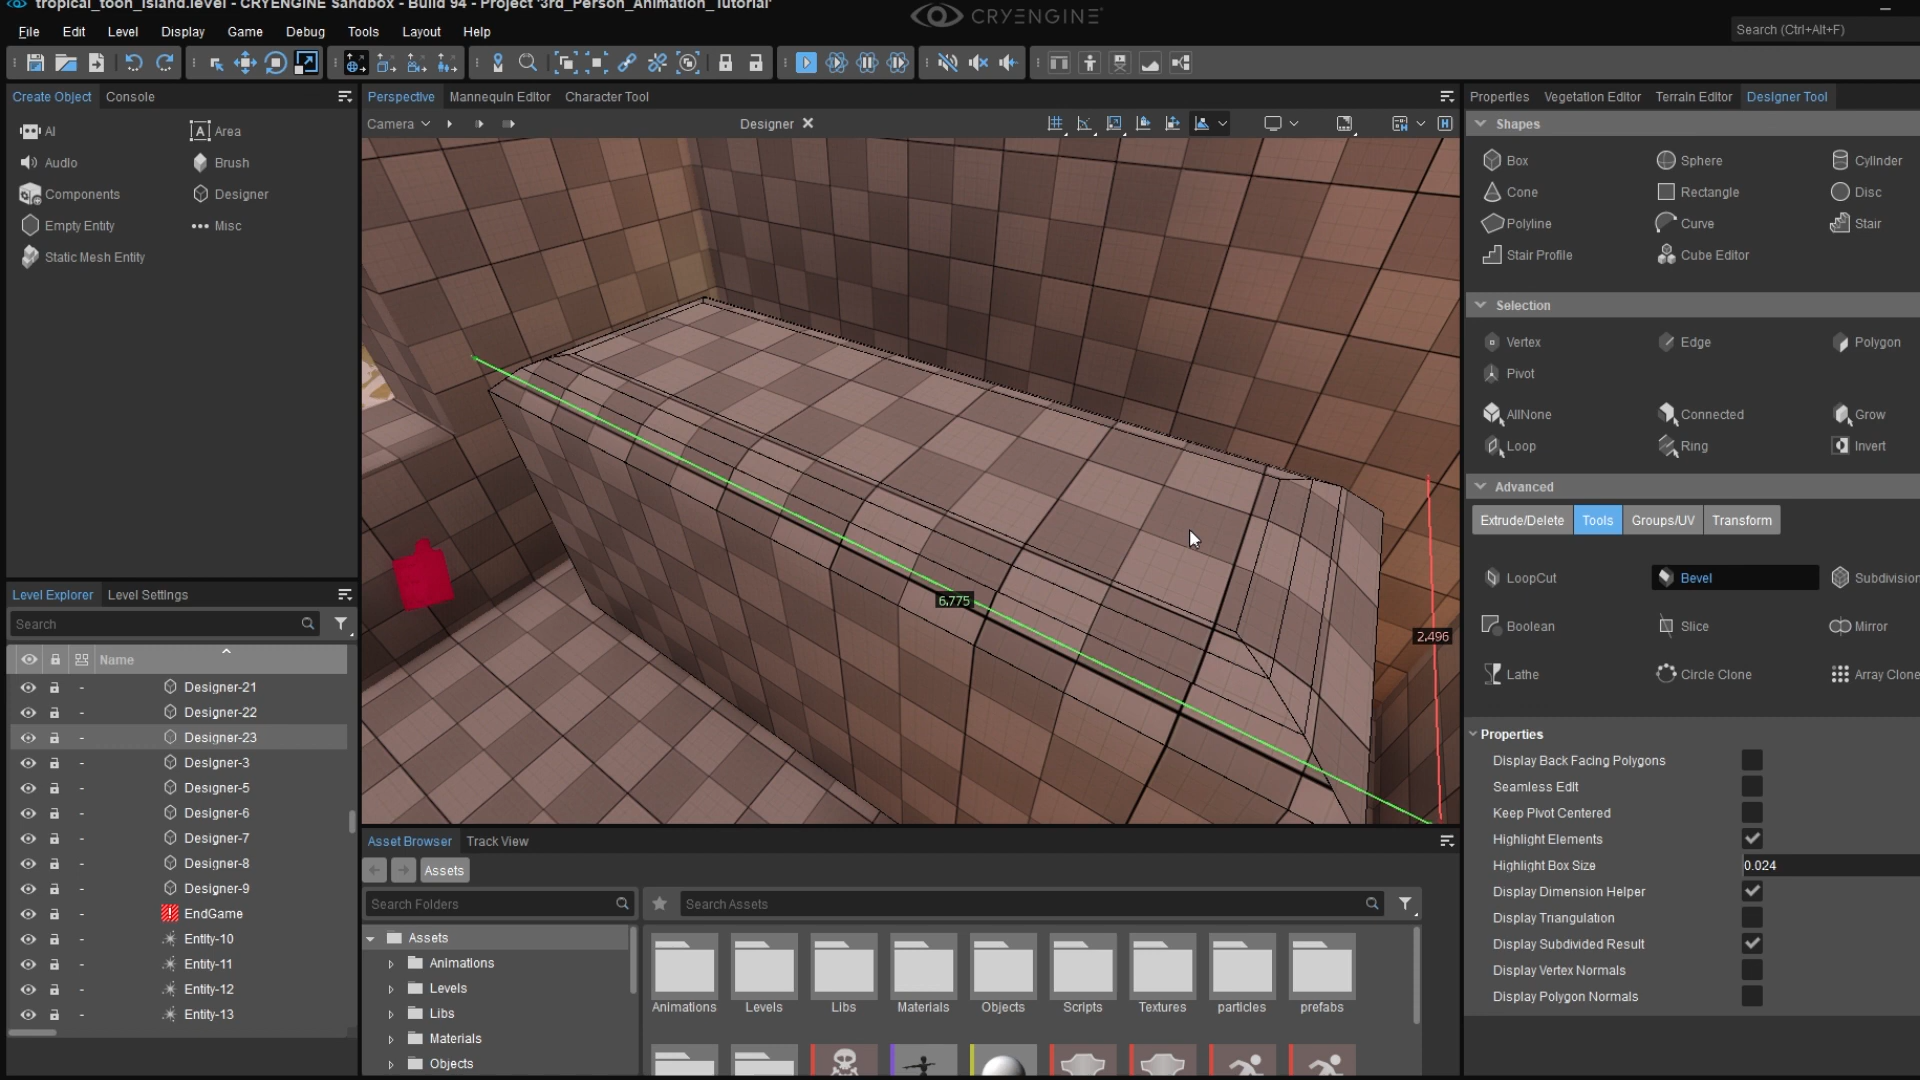 tropical_toon_island.level - CRYENGINE Sandbox - Build 94 - Project '3rd_Person_Animation_Tutorial'
CRYENGINE
File Edit Level Display Game Debug Tools Layout Help
Search (Ctrl+Alt+F)
Create Object Console
AI Area
Audio Brush
Components Designer
Empty Entity Misc
Static Mesh Entity
Perspective Mannequin Editor Character Tool
Camera
Designer
6.775
2.496
Properties Vegetation Editor Terrain Editor Designer Tool
Shapes
Box Sphere Cylinder
Cone Rectangle Disc
Polyline Curve Stair
Stair Profile Cube Editor
Selection
Vertex Edge Polygon
Pivot
AllNone Connected Grow
Loop Ring Invert
Advanced
Extrude/Delete Tools Groups/UV Transform
LoopCut Bevel Subdivision
Boolean Slice Mirror
Lathe Circle Clone Array Clone
Properties
Display Back Facing Polygons
Seamless Edit
Keep Pivot Centered
Highlight Elements
Highlight Box Size 0.024
Display Dimension Helper
Display Triangulation
Display Subdivided Result
Display Vertex Normals
Display Polygon Normals
Level Explorer Level Settings
Search
Name
Designer-21
Designer-22
Designer-23
Designer-3
Designer-5
Designer-6
Designer-7
Designer-8
Designer-9
EndGame
Entity-10
Entity-11
Entity-12
Entity-13
Asset Browser Track View
Assets
Search Folders
Search Assets
Assets
Animations
Levels
Libs
Materials
Objects
Animations Levels Libs Materials Objects Scripts Textures particles prefabs